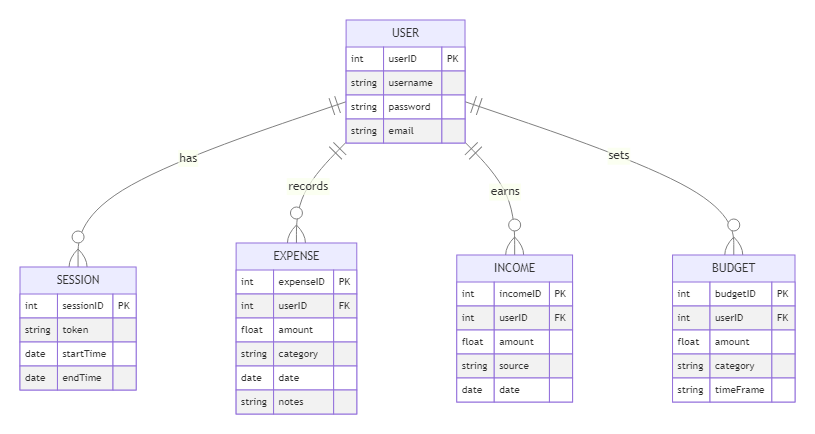 USER
int userID PK
string username
string password
string email
has
records
earns
sets
SESSION
int sessionID PK
string token
date startTime
date endTime
EXPENSE
int expenseID PK
int userID FK
float amount
string category
date date
string notes
INCOME
int incomeID PK
int userID FK
float amount
string source
date date
BUDGET
int budgetID PK
int userID FK
float amount
string category
string timeFrame